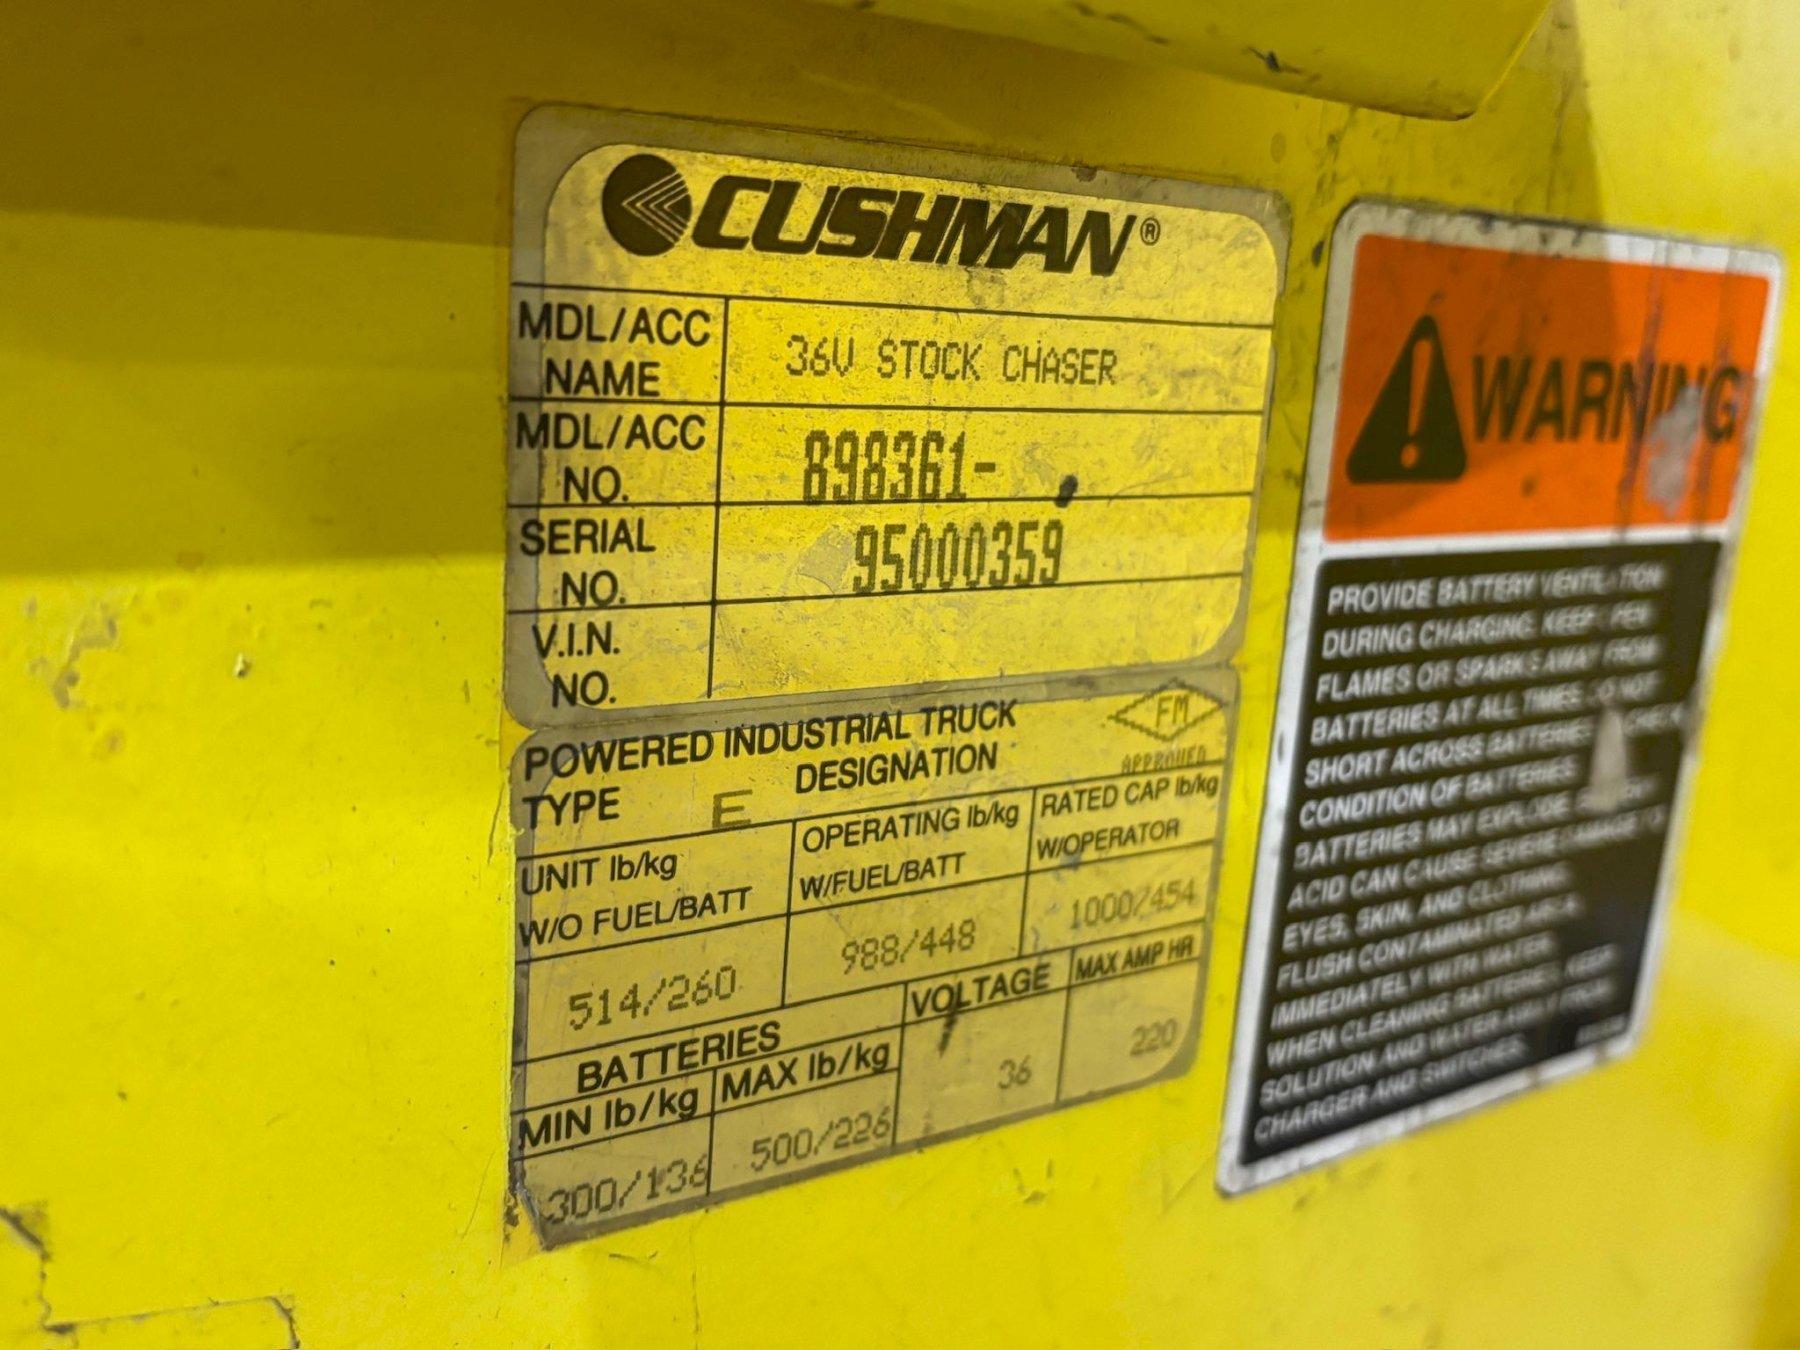 CUSHMAN®
MDL/ACC NAME
36V STOCK CHASER
MDL/ACC NO.
898361-
SERIAL NO.
95000359
V.I.N. NO.
POWERED INDUSTRIAL TRUCK
DESIGNATION
TYPE E
FM
APPROVED
UNIT lb/kg
W/O FUEL/BATT
OPERATING lb/kg
W/FUEL/BATT
RATED CAP lb/kg
W/OPERATOR
514/260
988/448
1000/454
BATTERIES
MIN lb/kg
MAX lb/kg
VOLTAGE
MAX AMP HR
300/136
500/226
36
220
WARNING
PROVIDE BATTERY
DURING CHARGING. KEEP
FLAMES OR SPARKS AWAY FROM
BATTERIES AT ALL TIMES. NOT
SHORT ACROSS BATTERIES
CONDITION OF BATTERIES
BATTERIES MAY EXPLODE
ACID CAN CAUSE SEVERE DAMAGE TO
EYES, SKIN, AND CLOTHING.
FLUSH CONTAMINATED AREA
IMMEDIATELY WITH WATER.
WHEN CLEANING BATTERIES, KEEP
SOLUTION AND WATER AWAY FROM
CHARGER AND SWITCHES.